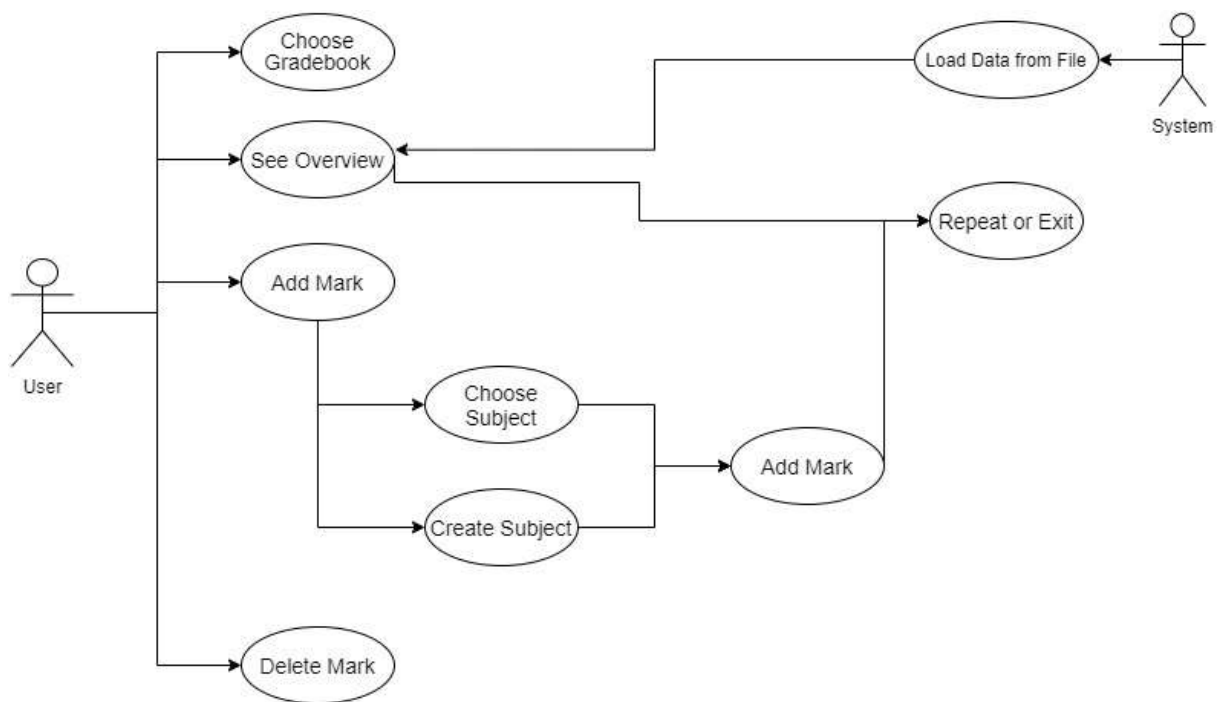 Choose
Gradebook
Load Data from File
System
See Overview
Repeat or Exit
Add Mark
User
Choose
Subject
Add Mark
Create Subject
Delete Mark